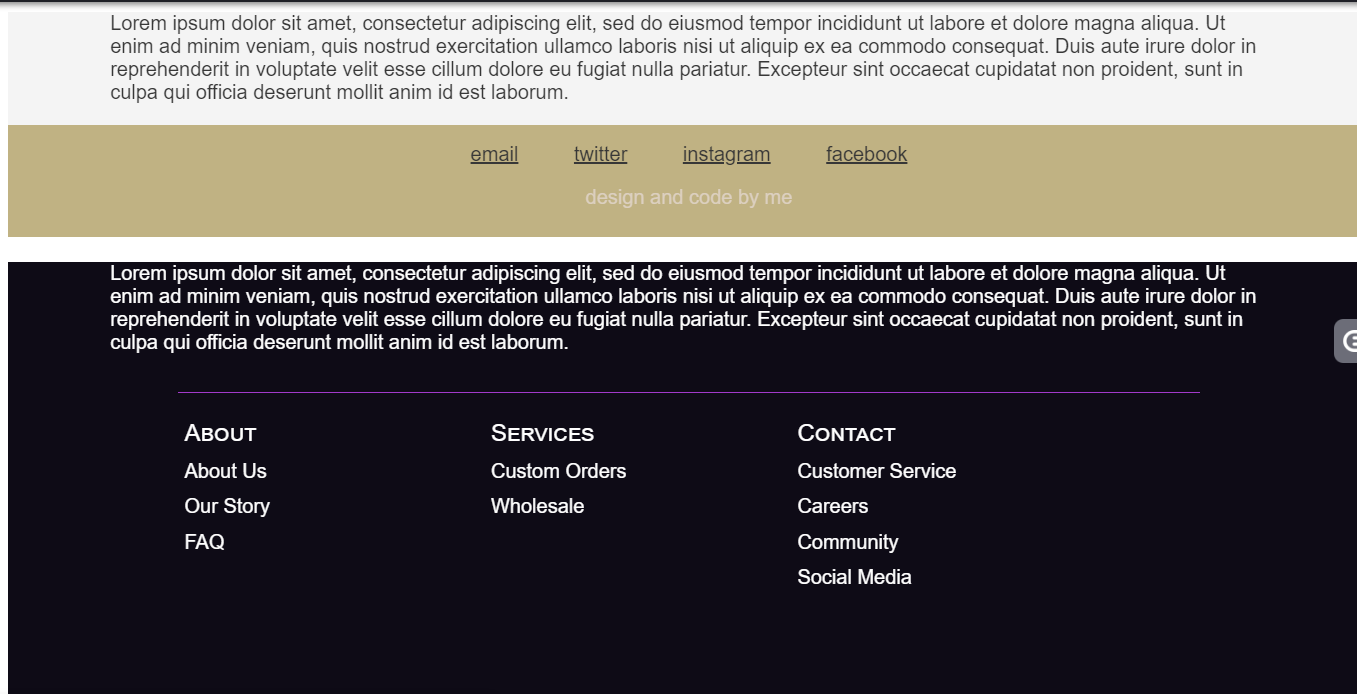 Lorem ipsum dolor sit amet, consectetur adipiscing elit, sed do eiusmod tempor incididunt ut labore et dolore magna aliqua. Ut
enim ad minim veniam, quis nostrud exercitation ullamco laboris nisi ut aliquip ex ea commodo consequat. Duis aute irure dolor in
reprehenderit in voluptate velit esse cillum dolore eu fugiat nulla pariatur. Excepteur sint occaecat cupidatat non proident, sunt in
culpa qui officia deserunt mollit anim id est laborum.
email twitter instagram facebook
design and code by me
Lorem ipsum dolor sit amet, consectetur adipiscing elit, sed do eiusmod tempor incididunt ut labore et dolore magna aliqua. Ut
enim ad minim veniam, quis nostrud exercitation ullamco laboris nisi ut aliquip ex ea commodo consequat. Duis aute irure dolor in
reprehenderit in voluptate velit esse cillum dolore eu fugiat nulla pariatur. Excepteur sint occaecat cupidatat non proident, sunt in
culpa qui officia deserunt mollit anim id est laborum.
About
About Us
Our Story
FAQ
Services
Custom Orders
Wholesale
Contact
Customer Service
Careers
Community
Social Media